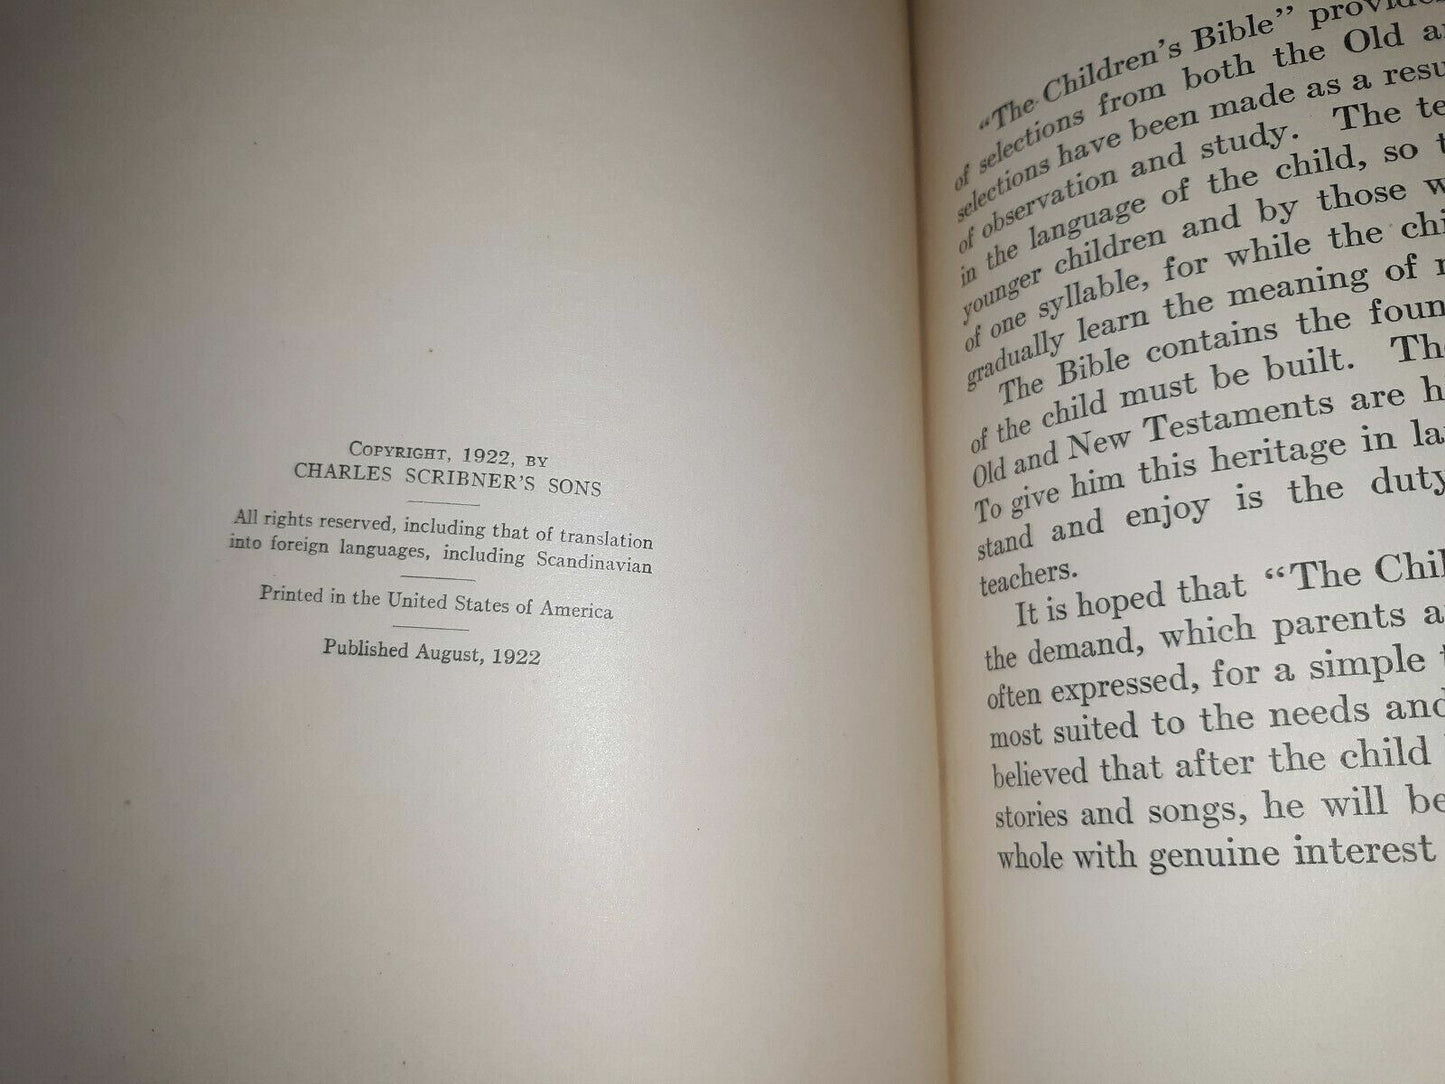 COPYRIGHT, 1922, BY
CHARLES SCRIBNER'S SONS
All rights reserved, including that of translation
into foreign languages, including Scandinavian
Printed in the United States of America
Published August, 1922
"The Children's Bible"
of selections from both the Old
selections have been made as a
of observation and study. The
in the language of the child, so
younger children and by those
of one syllable, for while the
gradually learn the meaning of
The Bible contains the
of the child must be built.
Old and New Testaments are
To give him this heritage in
stand and enjoy is the duty
teachers.
It is hoped that "The
the demand, which parents
often expressed, for a simple
most suited to the needs and
believed that after the child
stories and songs, he will be
whole with genuine interest